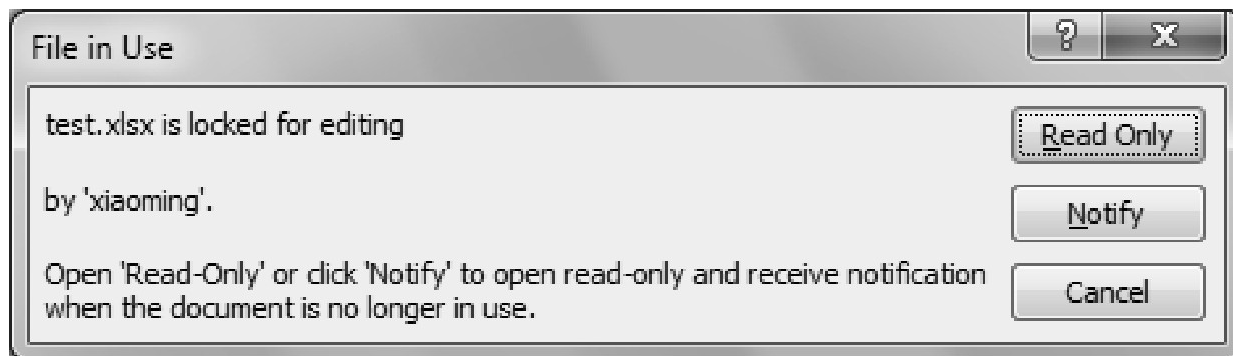 File in Use
test.xlsx is locked for editing
Read Only
by 'xiaoming'.
Notify
Open 'Read-Only' or click 'Notify' to open read-only and receive notification
when the document is no longer in use.
Cancel